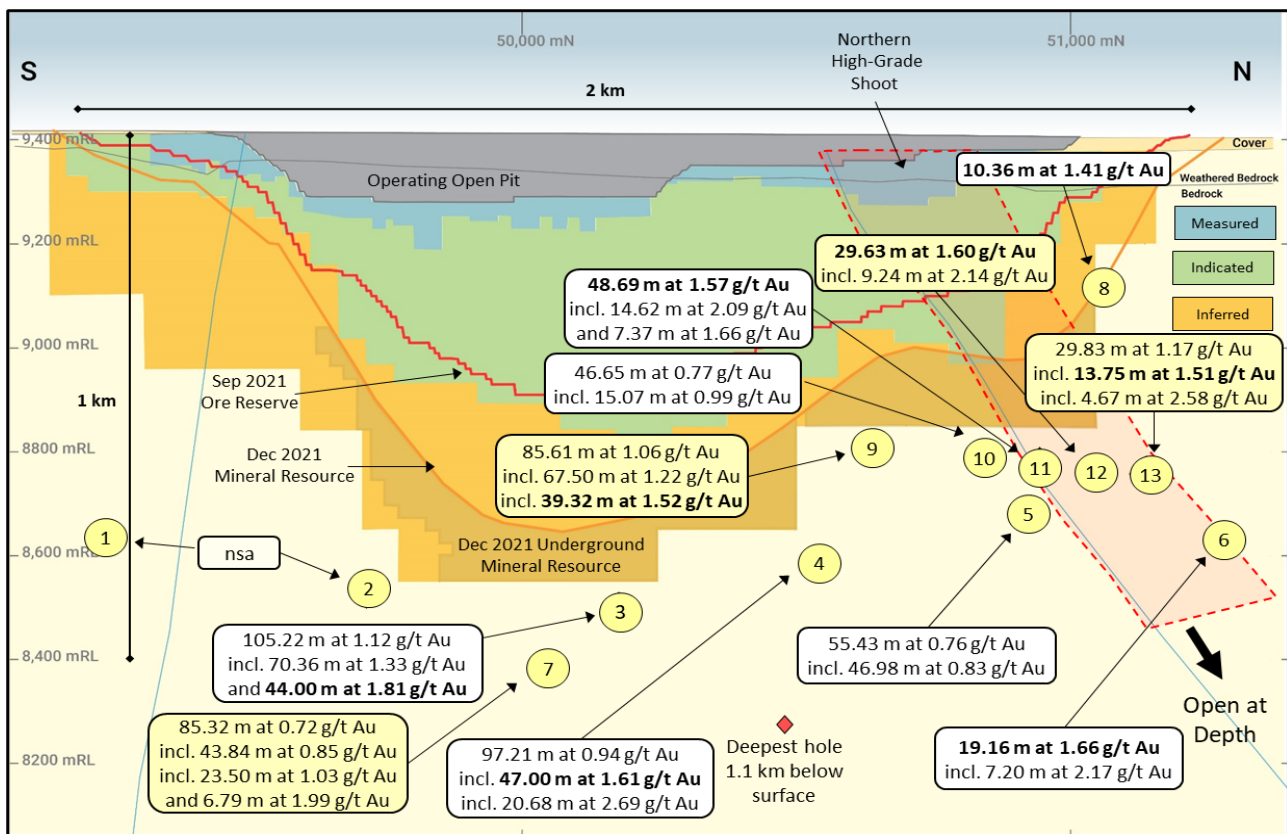 50,000 mN
51,000 mN
Northern
High-Grade
Shoot
S
N
2 km
9,400 mRL
Cover
Operating Open Pit
10.36 m at 1.41 g/t Au
Weathered Bedrock
Bedrock
Measured
9,200 mRL
29.63 m at 1.60 g/t Au
incl. 9.24 m at 2.14 g/t Au
Indicated
48.69 m at 1.57 g/t Au
incl. 14.62 m at 2.09 g/t Au
and 7.37 m at 1.66 g/t Au
8
Inferred
9,000 mRL
29.83 m at 1.17 g/t Au
incl. 13.75 m at 1.51 g/t Au
incl. 4.67 m at 2.58 g/t Au
Sep 2021
Ore Reserve
46.65 m at 0.77 g/t Au
incl. 15.07 m at 0.99 g/t Au
1 km
8,800 mRL
Dec 2021
Mineral Resource
85.61 m at 1.06 g/t Au
incl. 67.50 m at 1.22 g/t Au
incl. 39.32 m at 1.52 g/t Au
9
10
11
12
13
5
1
nsa
8,600 mRL
Dec 2021 Underground
Mineral Resource
6
2
4
3
105.22 m at 1.12 g/t Au
incl. 70.36 m at 1.33 g/t Au
and 44.00 m at 1.81 g/t Au
55.43 m at 0.76 g/t Au
incl. 46.98 m at 0.83 g/t Au
8,400 mRL
7
Open at
Depth
85.32 m at 0.72 g/t Au
incl. 43.84 m at 0.85 g/t Au
incl. 23.50 m at 1.03 g/t Au
and 6.79 m at 1.99 g/t Au
97.21 m at 0.94 g/t Au
incl. 47.00 m at 1.61 g/t Au
incl. 20.68 m at 2.69 g/t Au
Deepest hole
1.1 km below
surface
19.16 m at 1.66 g/t Au
incl. 7.20 m at 2.17 g/t Au
8200 mRL